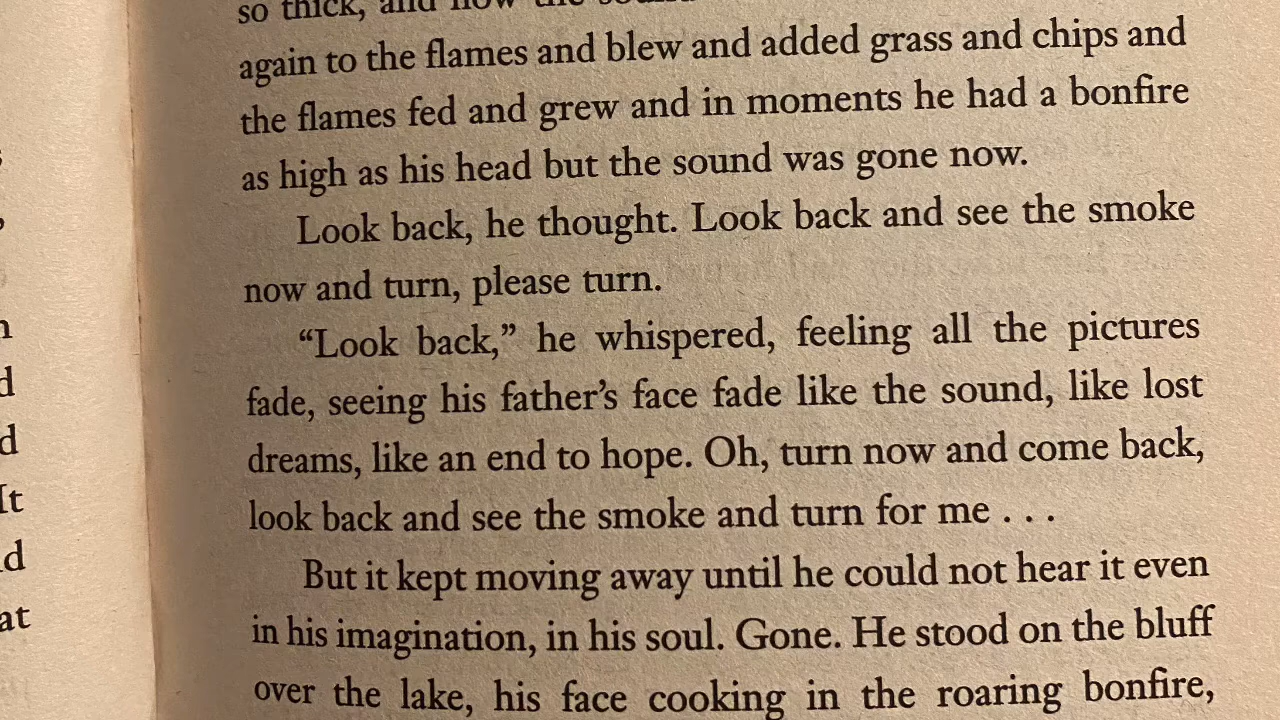 so thick, and now the sound
again to the flames and blew and added grass and chips and
the flames fed and grew and in moments he had a bonfire
as high as his head but the sound was gone now.
Look back, he thought. Look back and see the smoke
now and turn, please turn.
“Look back,” he whispered, feeling all the pictures
fade, seeing his father’s face fade like the sound, like lost
dreams, like an end to hope. Oh, turn now and come back,
look back and see the smoke and turn for me . . .
But it kept moving away until he could not hear it even
in his imagination, in his soul. Gone. He stood on the bluff
over the lake, his face cooking in the roaring bonfire,